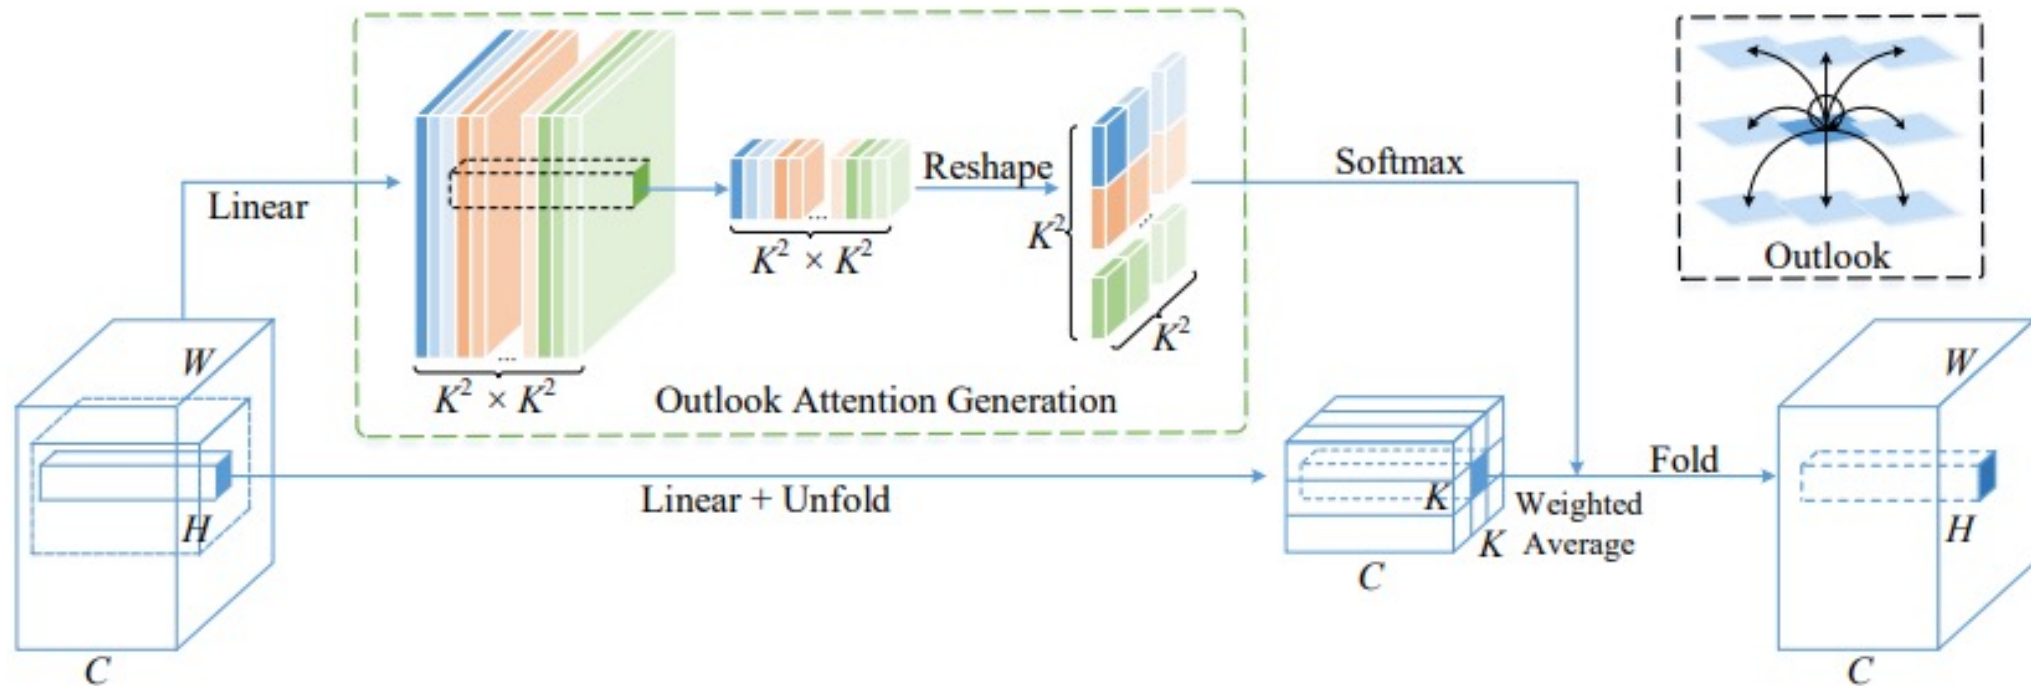 Linear
K² × K²
K² × K²
...
...
Reshape
K²
...
K²
Outlook Attention Generation
Softmax
Outlook
W
H
C
Linear + Unfold
K
K
C
Weighted
Average
Fold
W
H
C